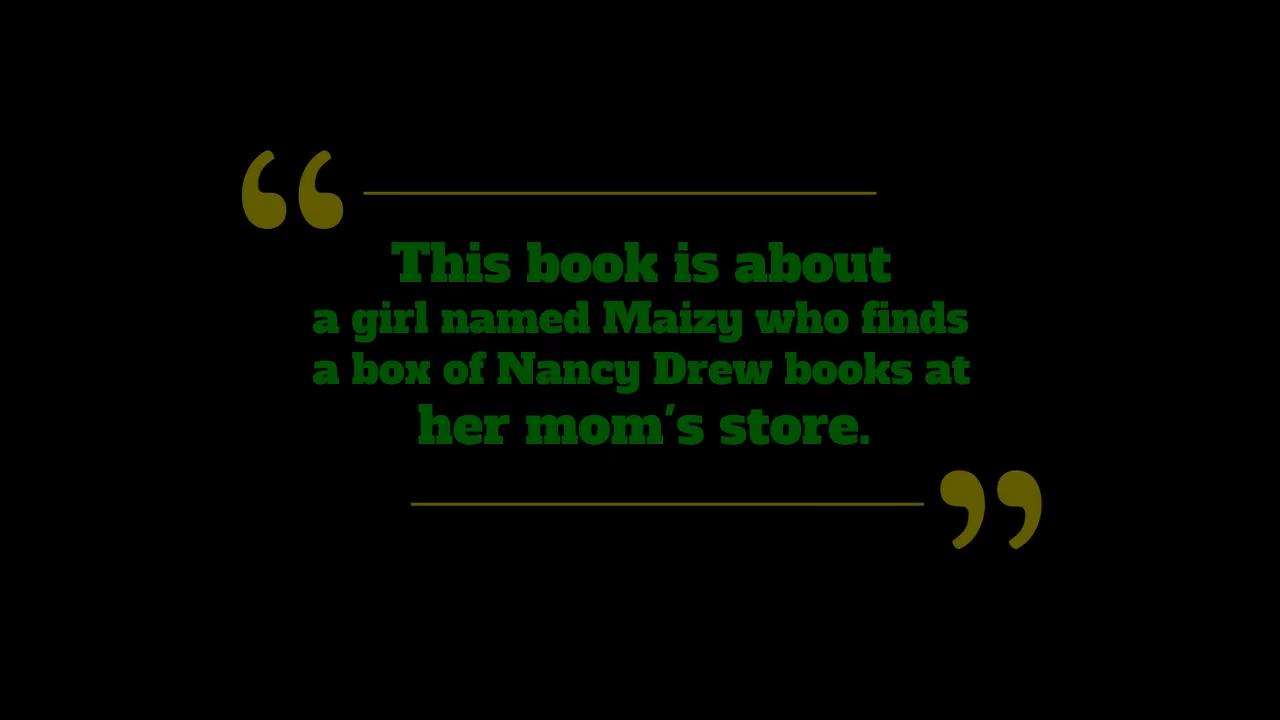 “
This book is about
a girl named Maizy who finds
a box of Nancy Drew books at
her mom's store.
”